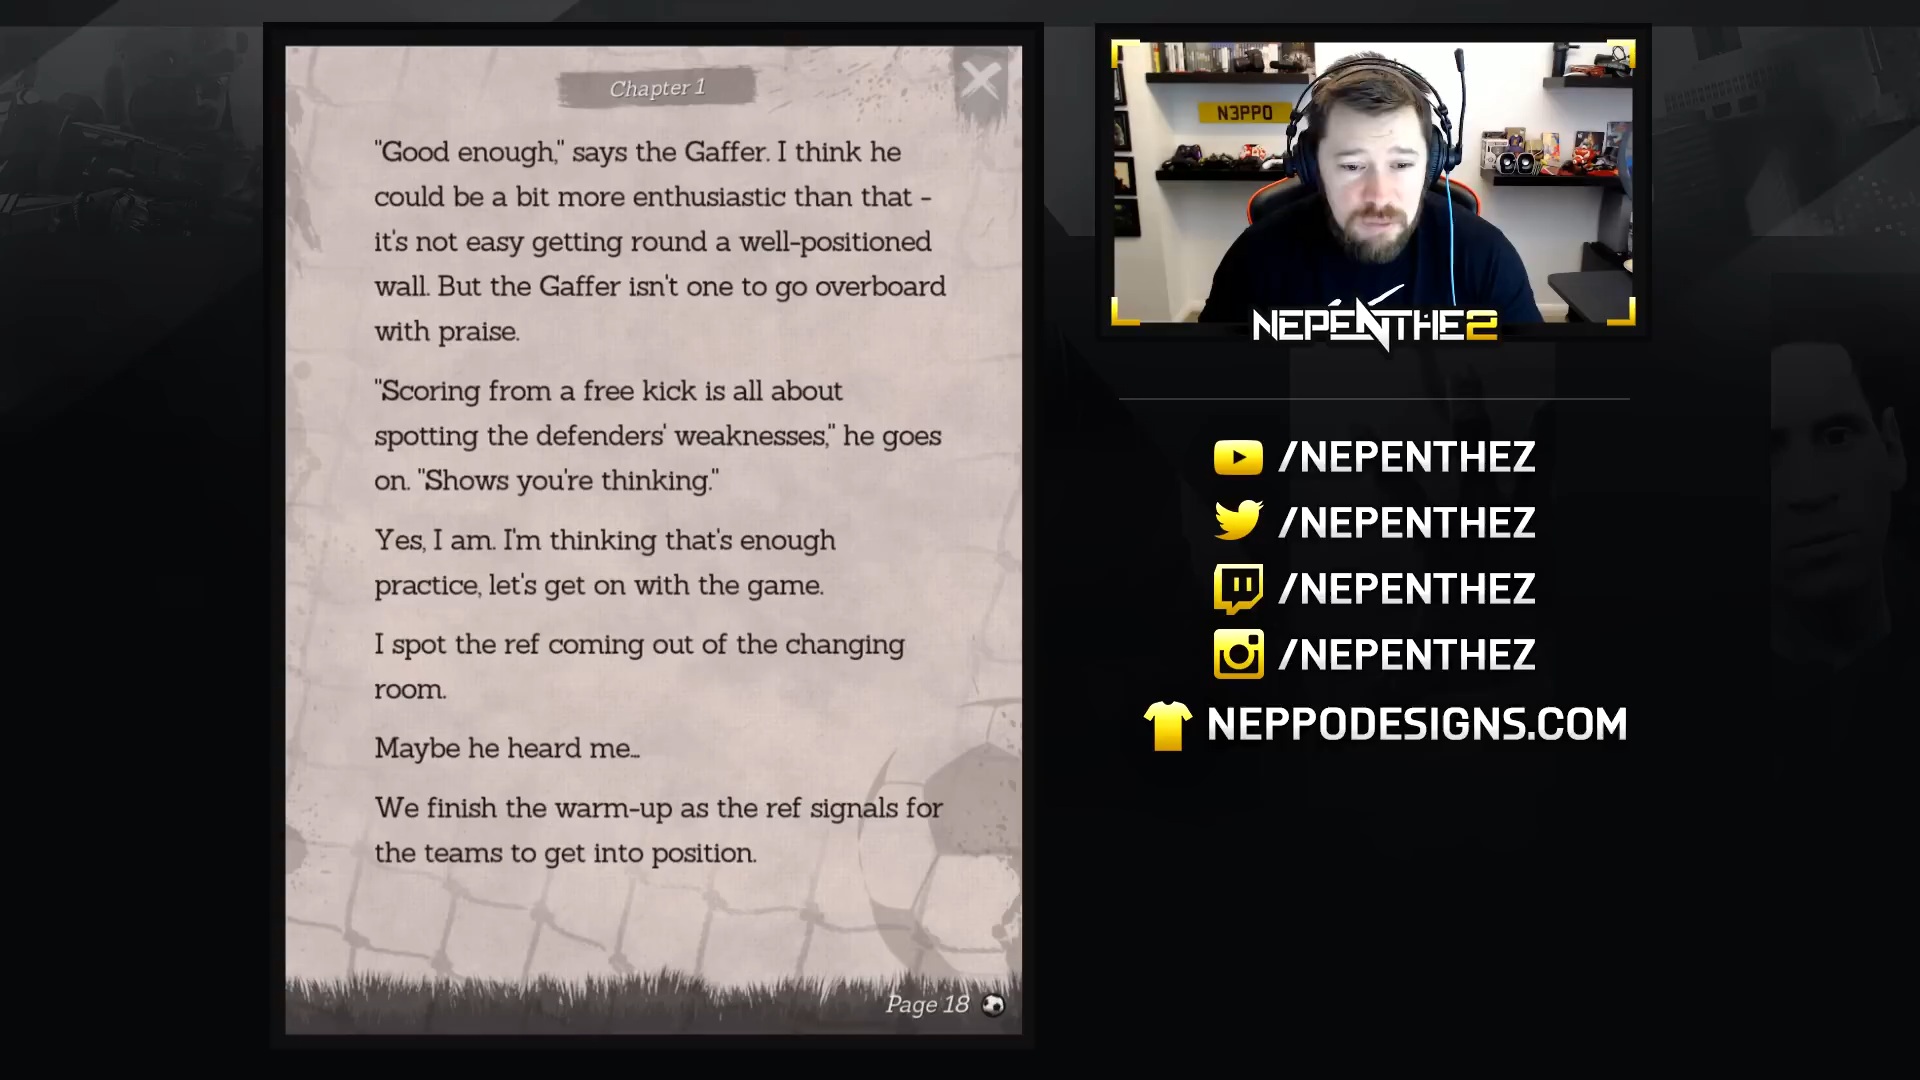 Chapter 1
"Good enough," says the Gaffer. I think he
could be a bit more enthusiastic than that -
it's not easy getting round a well-positioned
wall. But the Gaffer isn't one to go overboard
with praise.
"Scoring from a free kick is all about
spotting the defenders' weaknesses," he goes
on. "Shows you're thinking."
Yes, I am. I'm thinking that's enough
practice, let's get on with the game.
I spot the ref coming out of the changing
room.
Maybe he heard me...
We finish the warm-up as the ref signals for
the teams to get into position.
Page 18
N3PPO
NEPENTHEZ
/NEPENTHEZ
/NEPENTHEZ
/NEPENTHEZ
/NEPENTHEZ
NEPPODESIGNS.COM